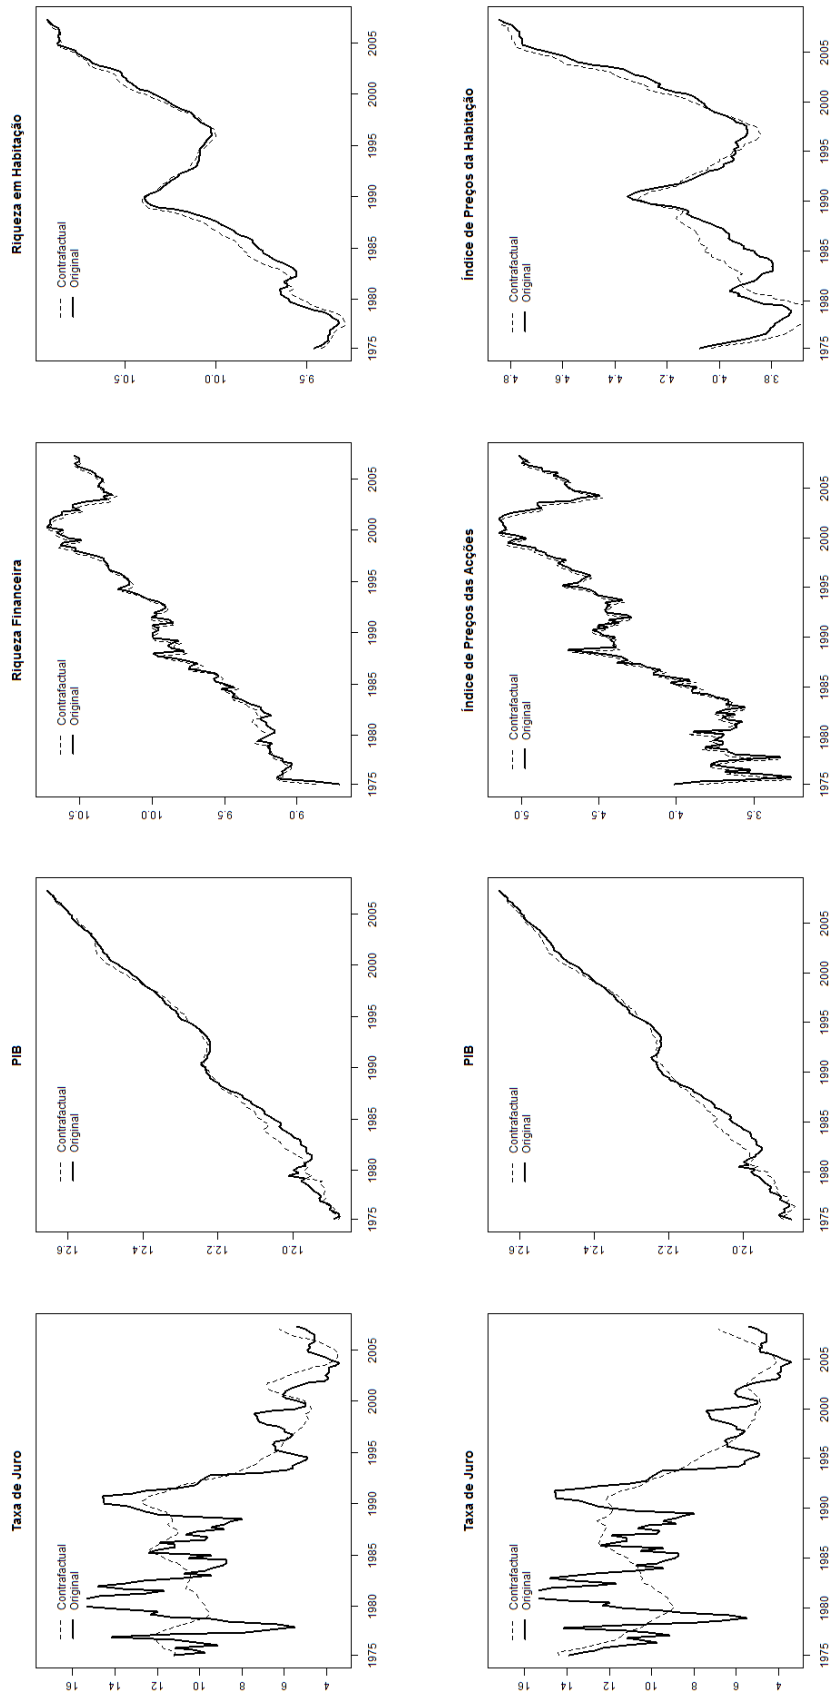 Taxa de Juro
Contrafactual
Original
16
14
12
10
8
6
4
1975 1980 1985 1990 1995 2000 2005
PIB
Contrafactual
Original
12.6
12.4
12.2
12.0
1975 1980 1985 1990 1995 2000 2005
Riqueza Financeira
Contrafactual
Original
10.5
10.0
9.5
9.0
1975 1980 1985 1990 1995 2000 2005
Riqueza em Habitação
Contrafactual
Original
10.5
10.0
9.5
1975 1980 1985 1990 1995 2000 2005
Taxa de Juro
Contrafactual
Original
16
14
12
10
8
6
4
1975 1980 1985 1990 1995 2000 2005
PIB
Contrafactual
Original
12.6
12.4
12.2
12.0
1975 1980 1985 1990 1995 2000 2005
Índice de Preços das Acções
Contrafactual
Original
5.0
4.5
4.0
3.5
1975 1980 1985 1990 1995 2000 2005
Índice de Preços da Habitação
Contrafactual
Original
4.8
4.6
4.4
4.2
4.0
3.8
1975 1980 1985 1990 1995 2000 2005